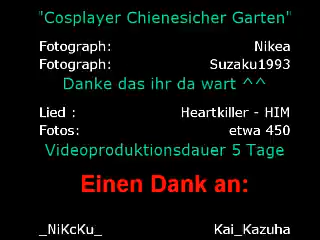 "Cosplayer Chienesicher Garten"
Fotograph: Nikea
Fotograph: Suzaku1993
Danke das ihr da wart ^^
Lied : Heartkiller - HIM
Fotos: etwa 450
Videoproduktionsdauer 5 Tage
Einen Dank an:
_NiKcKu_ Kai_Kazuha